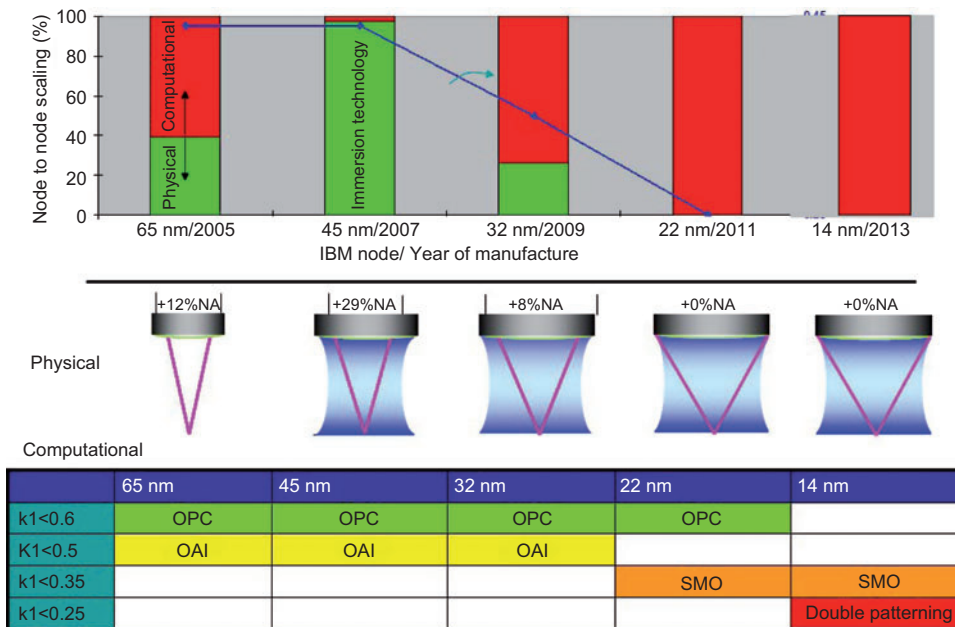 Node to node scaling (%)
100
80
60
40
20
0
Computational
Physical
Immersion technology
0.45
65 nm/2005 45 nm/2007 32 nm/2009 22 nm/2011 14 nm/2013
IBM node/ Year of manufacture
+12%NA +29%NA +8%NA +0%NA +0%NA
Physical
Computational
65 nm 45 nm 32 nm 22 nm 14 nm
k1<0.6 OPC OPC OPC OPC
K1<0.5 OAI OAI OAI
k1<0.35 SMO SMO
k1<0.25 Double patterning